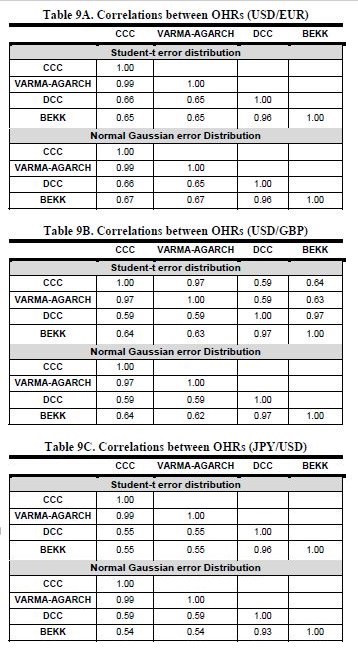 Table 9A. Correlations between OHRs (USD/EUR)
CCC VARMA-AGARCH DCC BEKK
Student-t error distribution
CCC 1.00
VARMA-AGARCH 0.99 1.00
DCC 0.66 0.65 1.00
BEKK 0.65 0.65 0.96 1.00
Normal Gaussian error Distribution
CCC 1.00
VARMA-AGARCH 0.99 1.00
DCC 0.66 0.65 1.00
BEKK 0.67 0.67 0.96 1.00
Table 9B. Correlations between OHRs (USD/GBP)
CCC VARMA-AGARCH DCC BEKK
Student-t error distribution
CCC 1.00 0.97 0.59 0.64
VARMA-AGARCH 0.97 1.00 0.59 0.63
DCC 0.59 0.59 1.00 0.97
BEKK 0.64 0.63 0.97 1.00
Normal Gaussian error Distribution
CCC 1.00
VARMA-AGARCH 0.97 1.00
DCC 0.59 0.59 1.00
BEKK 0.64 0.62 0.97 1.00
Table 9C. Correlations between OHRs (JPY/USD)
CCC VARMA-AGARCH DCC BEKK
Student-t error distribution
CCC 1.00
VARMA-AGARCH 0.99 1.00
DCC 0.55 0.55 1.00
BEKK 0.55 0.55 0.96 1.00
Normal Gaussian error Distribution
CCC 1.00
VARMA-AGARCH 0.99 1.00
DCC 0.59 0.59 1.00
BEKK 0.54 0.54 0.93 1.00